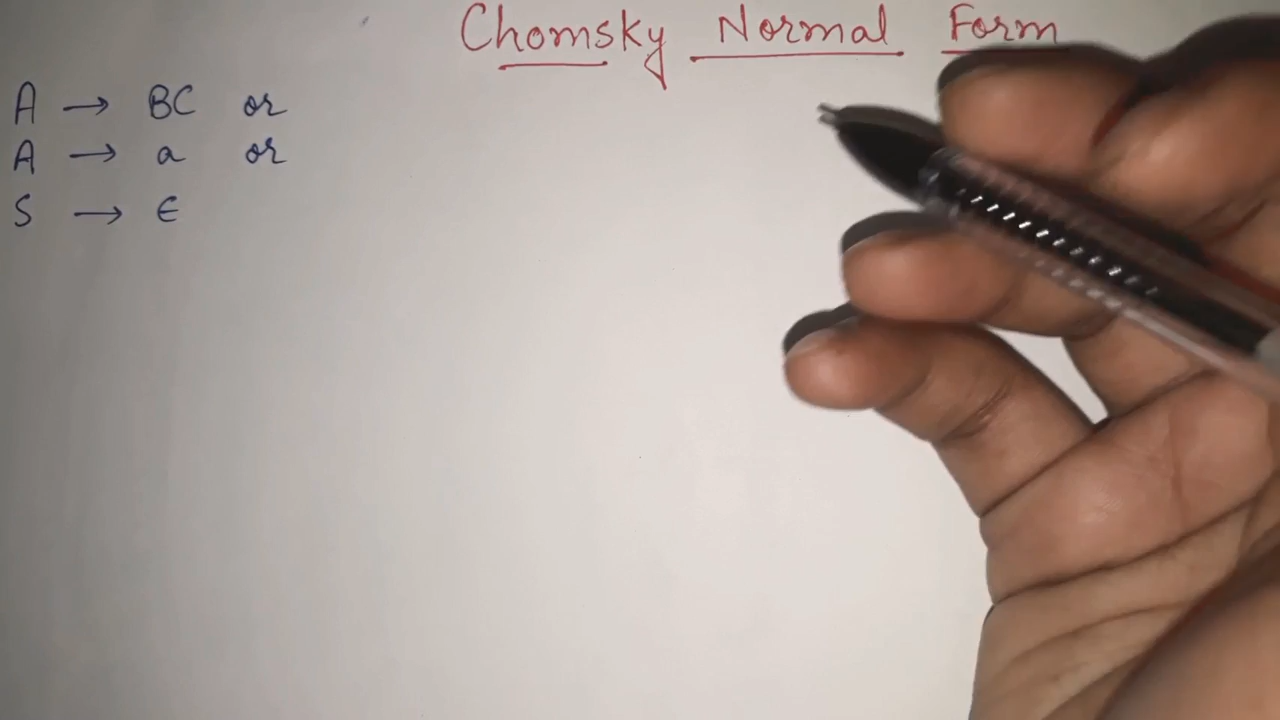 Chomsky Normal Form
A → BC or
A → a or
S → ∈